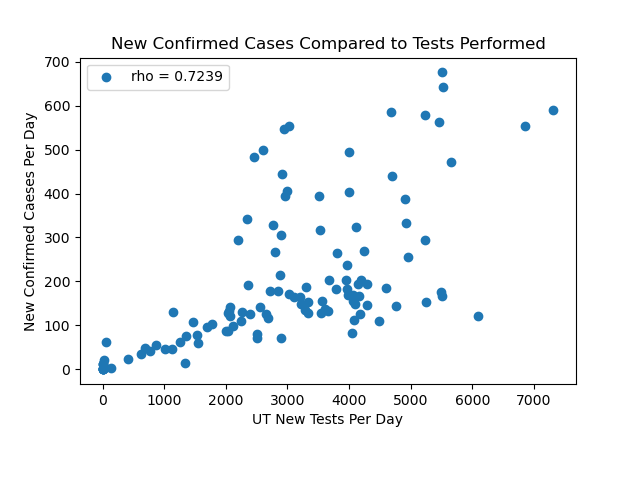 New Confirmed Cases Compared to Tests Performed
rho = 0.7239
New Confirmed Caeses Per Day
700
600
500
400
300
200
100
0
0 1000 2000 3000 4000 5000 6000 7000
UT New Tests Per Day